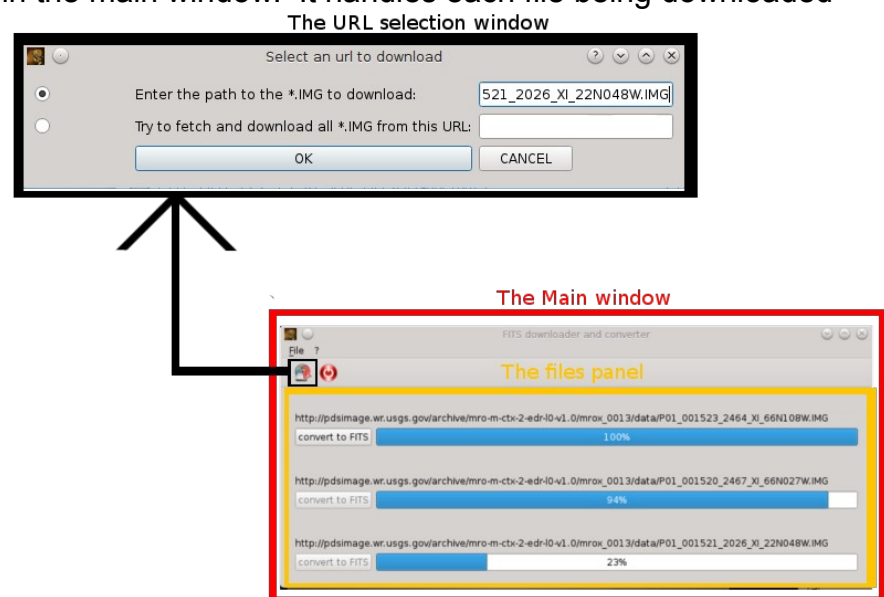 in the main window. It handles each file being downloaded
The URL selection window
Select an url to download
Enter the path to the *.IMG to download: 521_2026_XI_22N048W.IMG
Try to fetch and download all *.IMG from this URL:
OK CANCEL
The Main window
FITS downloader and converter
File ?
The files panel
http://pdsimage.wr.usgs.gov/archive/mro-m-ctx-2-edr-l0-v1.0/mrox_0013/data/P01_001523_2464_XI_66N108W.IMG
convert to FITS 100%
http://pdsimage.wr.usgs.gov/archive/mro-m-ctx-2-edr-l0-v1.0/mrox_0013/data/P01_001520_2467_XI_66N027W.IMG
convert to FITS 94%
http://pdsimage.wr.usgs.gov/archive/mro-m-ctx-2-edr-l0-v1.0/mrox_0013/data/P01_001521_2026_XI_22N048W.IMG
convert to FITS 23%